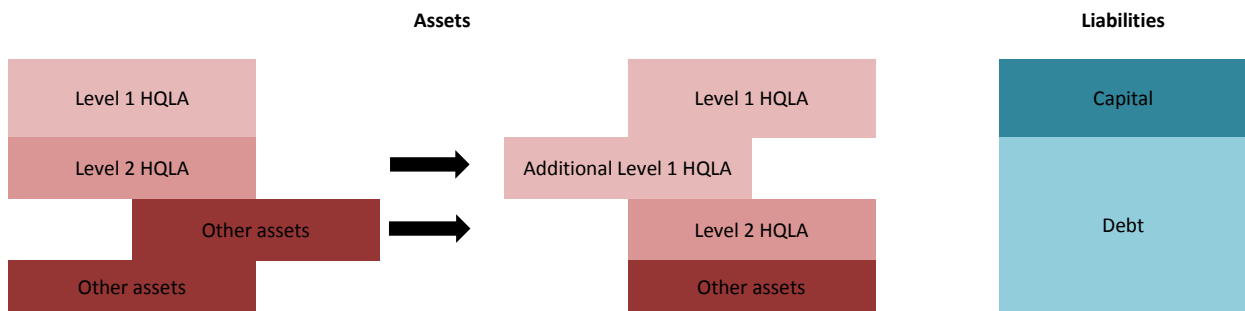 Assets
Liabilities
Level 1 HQLA
Level 2 HQLA
Other assets
Other assets
Level 1 HQLA
Additional Level 1 HQLA
Level 2 HQLA
Other assets
Capital
Debt